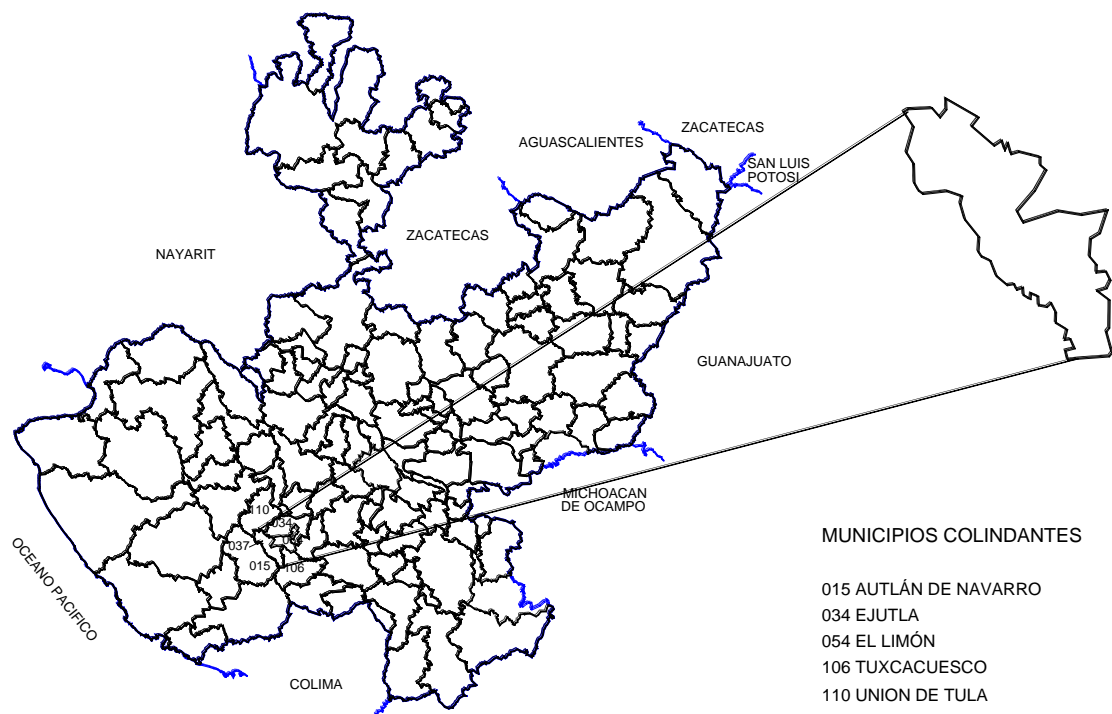 AGUASCALIENTES
ZACATECAS
SAN LUIS
POTOSI
ZACATECAS
NAYARIT
GUANAJUATO
MICHOACAN
DE OCAMPO
110
034
037
015
106
OCEANO PACIFICO
COLIMA
MUNICIPIOS COLINDANTES
015 AUTLÁN DE NAVARRO
034 EJUTLA
054 EL LIMÓN
106 TUXCACUESCO
110 UNION DE TULA